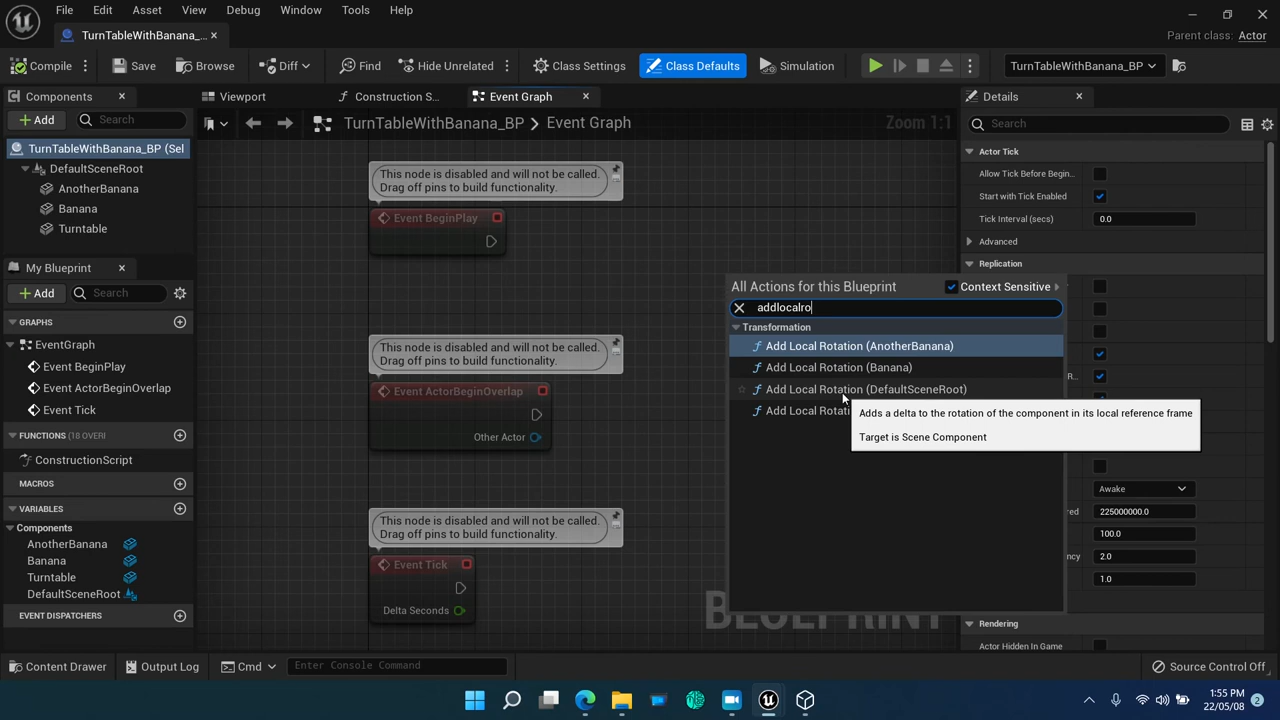 File Edit Asset View Debug Window Tools Help
TurnTableWithBanana_...
Parent class: Actor
Compile Save Browse Diff Find Hide Unrelated Class Settings Class Defaults Simulation TurnTableWithBanana_BP
Components
Add Search
TurnTableWithBanana_BP (Sel
DefaultSceneRoot
AnotherBanana
Banana
Turntable
My Blueprint
Add Search
GRAPHS
EventGraph
Event BeginPlay
Event ActorBeginOverlap
Event Tick
FUNCTIONS (18 OVERI
ConstructionScript
MACROS
VARIABLES
Components
AnotherBanana
Banana
Turntable
DefaultSceneRoot
EVENT DISPATCHERS
Viewport Construction S... Event Graph
TurnTableWithBanana_BP > Event Graph Zoom 1:1
This node is disabled and will not be called.
Drag off pins to build functionality.
Event BeginPlay
This node is disabled and will not be called.
Drag off pins to build functionality.
Event ActorBeginOverlap
Other Actor
This node is disabled and will not be called.
Drag off pins to build functionality.
Event Tick
Delta Seconds
BLUEPRINT
All Actions for this Blueprint Context Sensitive
addlocalro
Transformation
Add Local Rotation (AnotherBanana)
Add Local Rotation (Banana)
Add Local Rotation (DefaultSceneRoot)
Add Local Rotati
Adds a delta to the rotation of the component in its local reference frame
Target is Scene Component
Details
Search
Actor Tick
Allow Tick Before Begin...
Start with Tick Enabled
Tick Interval (secs) 0.0
Advanced
Replication
R...
Awake
red 225000000.0
100.0
ency 2.0
1.0
Rendering
Actor Hidden In Game
Content Drawer Output Log Cmd Enter Console Command Source Control Off
1:55 PM
22/05/08
2